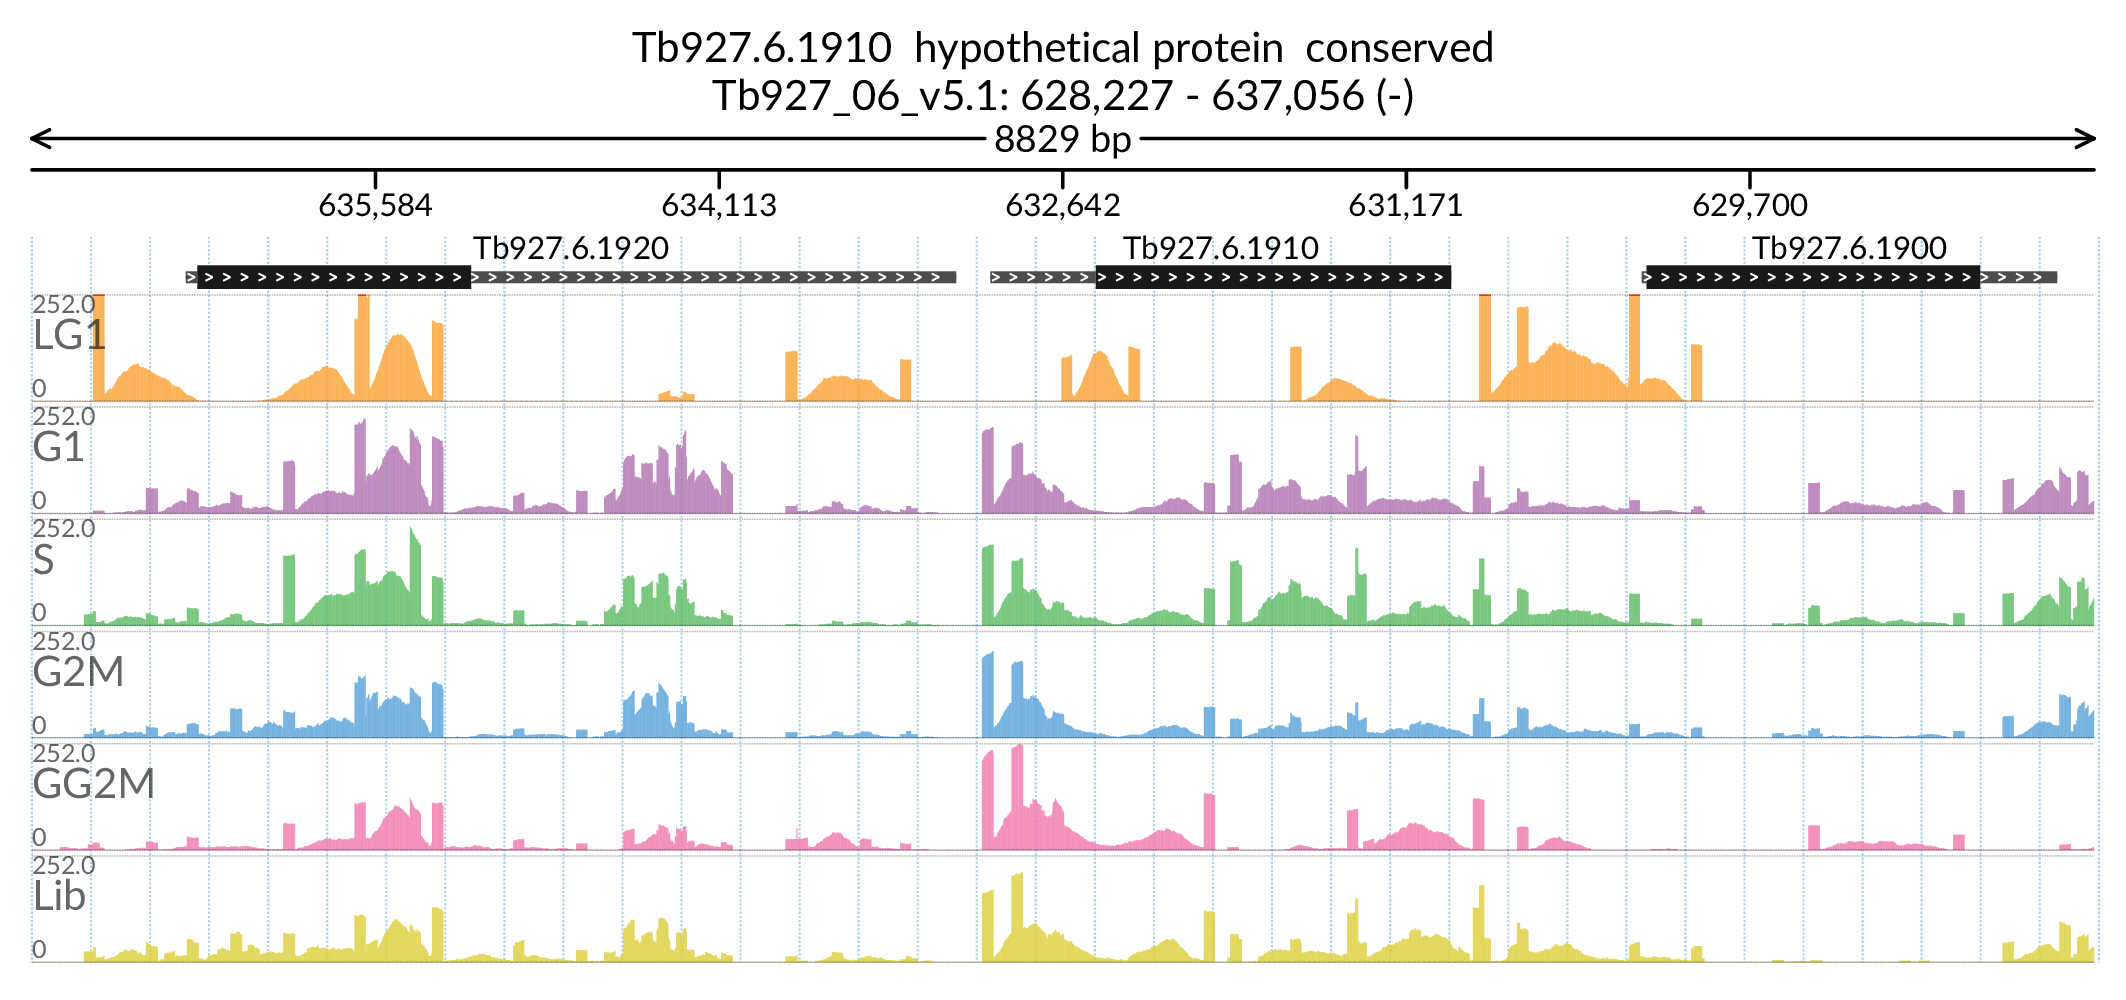 Tb927.6.1910 hypothetical protein conserved
Tb927_06_v5.1: 628,227 - 637,056 (-)
8829 bp
635,584 634,113 632,642 631,171 629,700
Tb927.6.1920 Tb927.6.1910 Tb927.6.1900
252.0
LG1
0
252.0
G1
0
252.0
S
0
252.0
G2M
0
252.0
GG2M
0
252.0
Lib
0